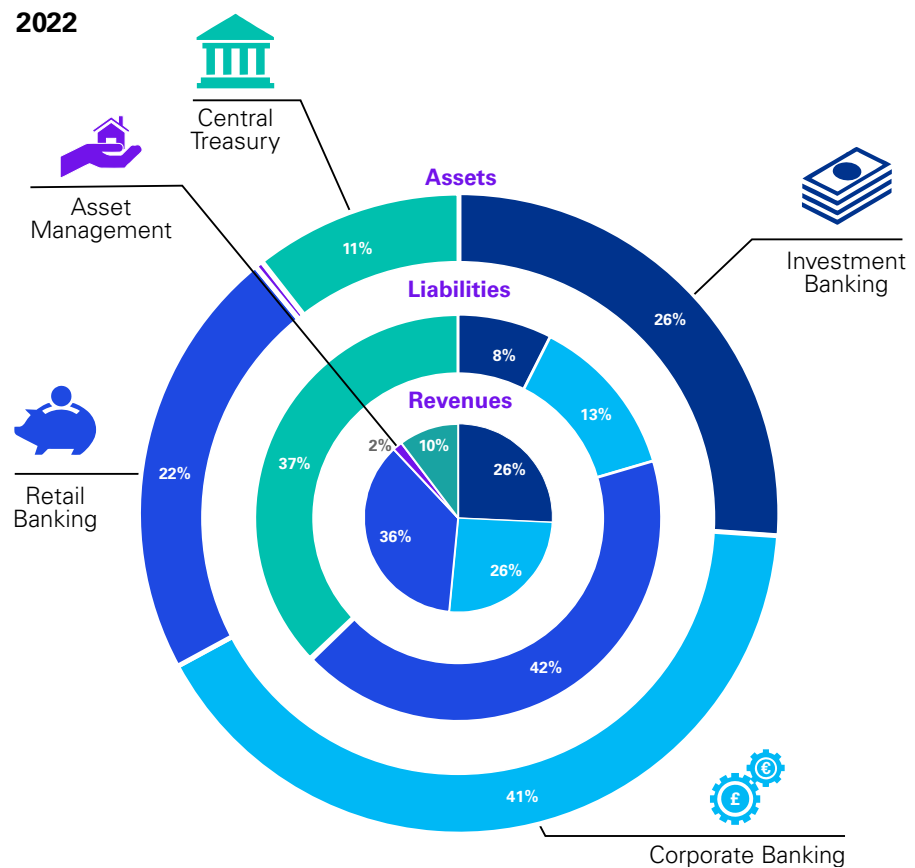 2022
Central
Treasury
Asset
Management
Assets
Investment
Banking
11%
26%
Liabilities
8%
13%
Revenues
37%
2%
10%
26%
22%
Retail
Banking
36%
26%
42%
41%
£
€
Corporate Banking